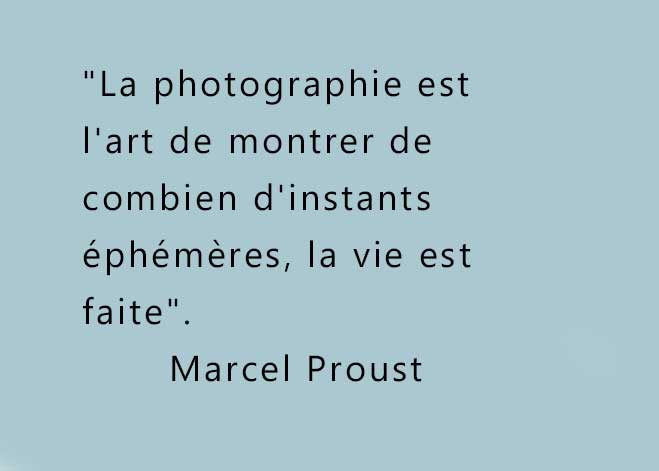 "La photographie est
l'art de montrer de
combien d'instants
éphémères, la vie est
faite".
Marcel Proust